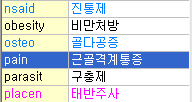 nsaid 진통제
obesity 비만처방
osteo 골다공증
pain 근골격계통증
parasit 구충제
placen 태반주사